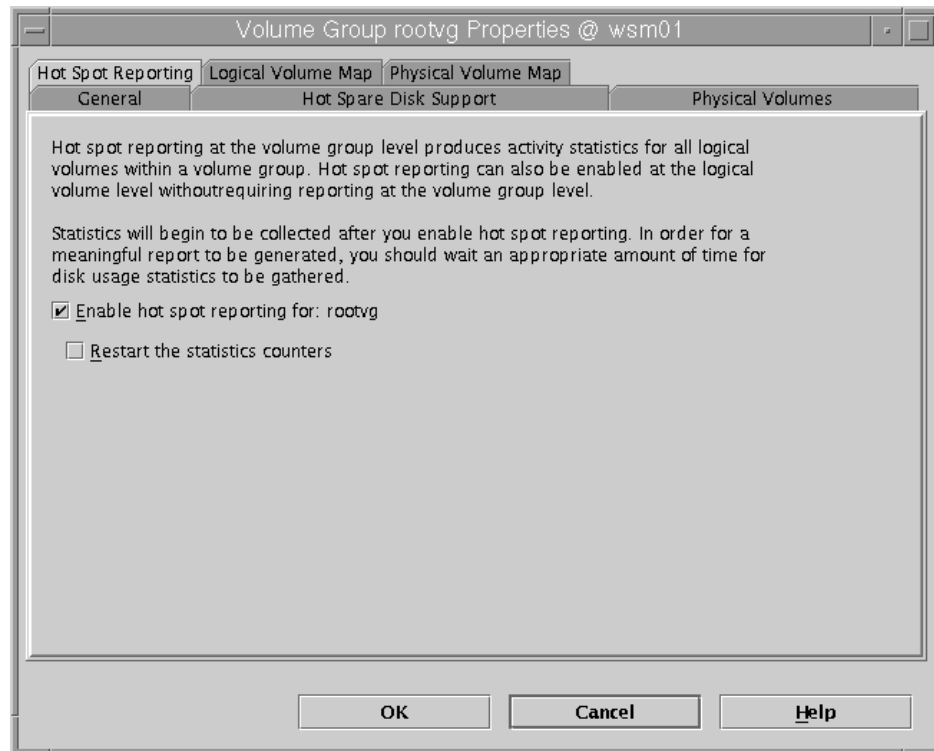 Volume Group rootvg Properties @ wsm01
Hot Spot Reporting Logical Volume Map Physical Volume Map
General Hot Spare Disk Support Physical Volumes
Hot spot reporting at the volume group level produces activity statistics for all logical
volumes within a volume group. Hot spot reporting can also be enabled at the logical
volume level withoutrequiring reporting at the volume group level.
Statistics will begin to be collected after you enable hot spot reporting. In order for a
meaningful report to be generated, you should wait an appropriate amount of time for
disk usage statistics to be gathered.
Enable hot spot reporting for: rootvg
Restart the statistics counters
OK Cancel Help